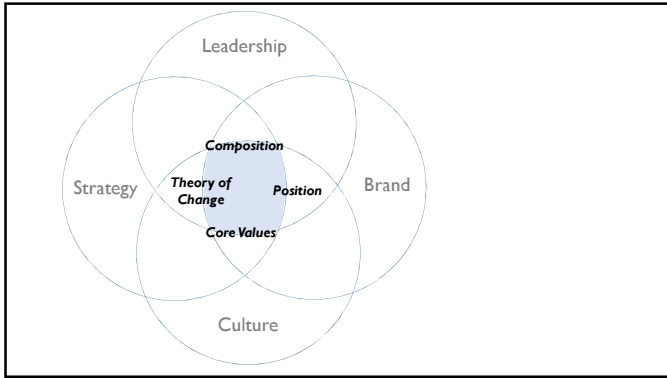 Leadership
Composition
Strategy
Theory of
Change
Position
Brand
Core Values
Culture